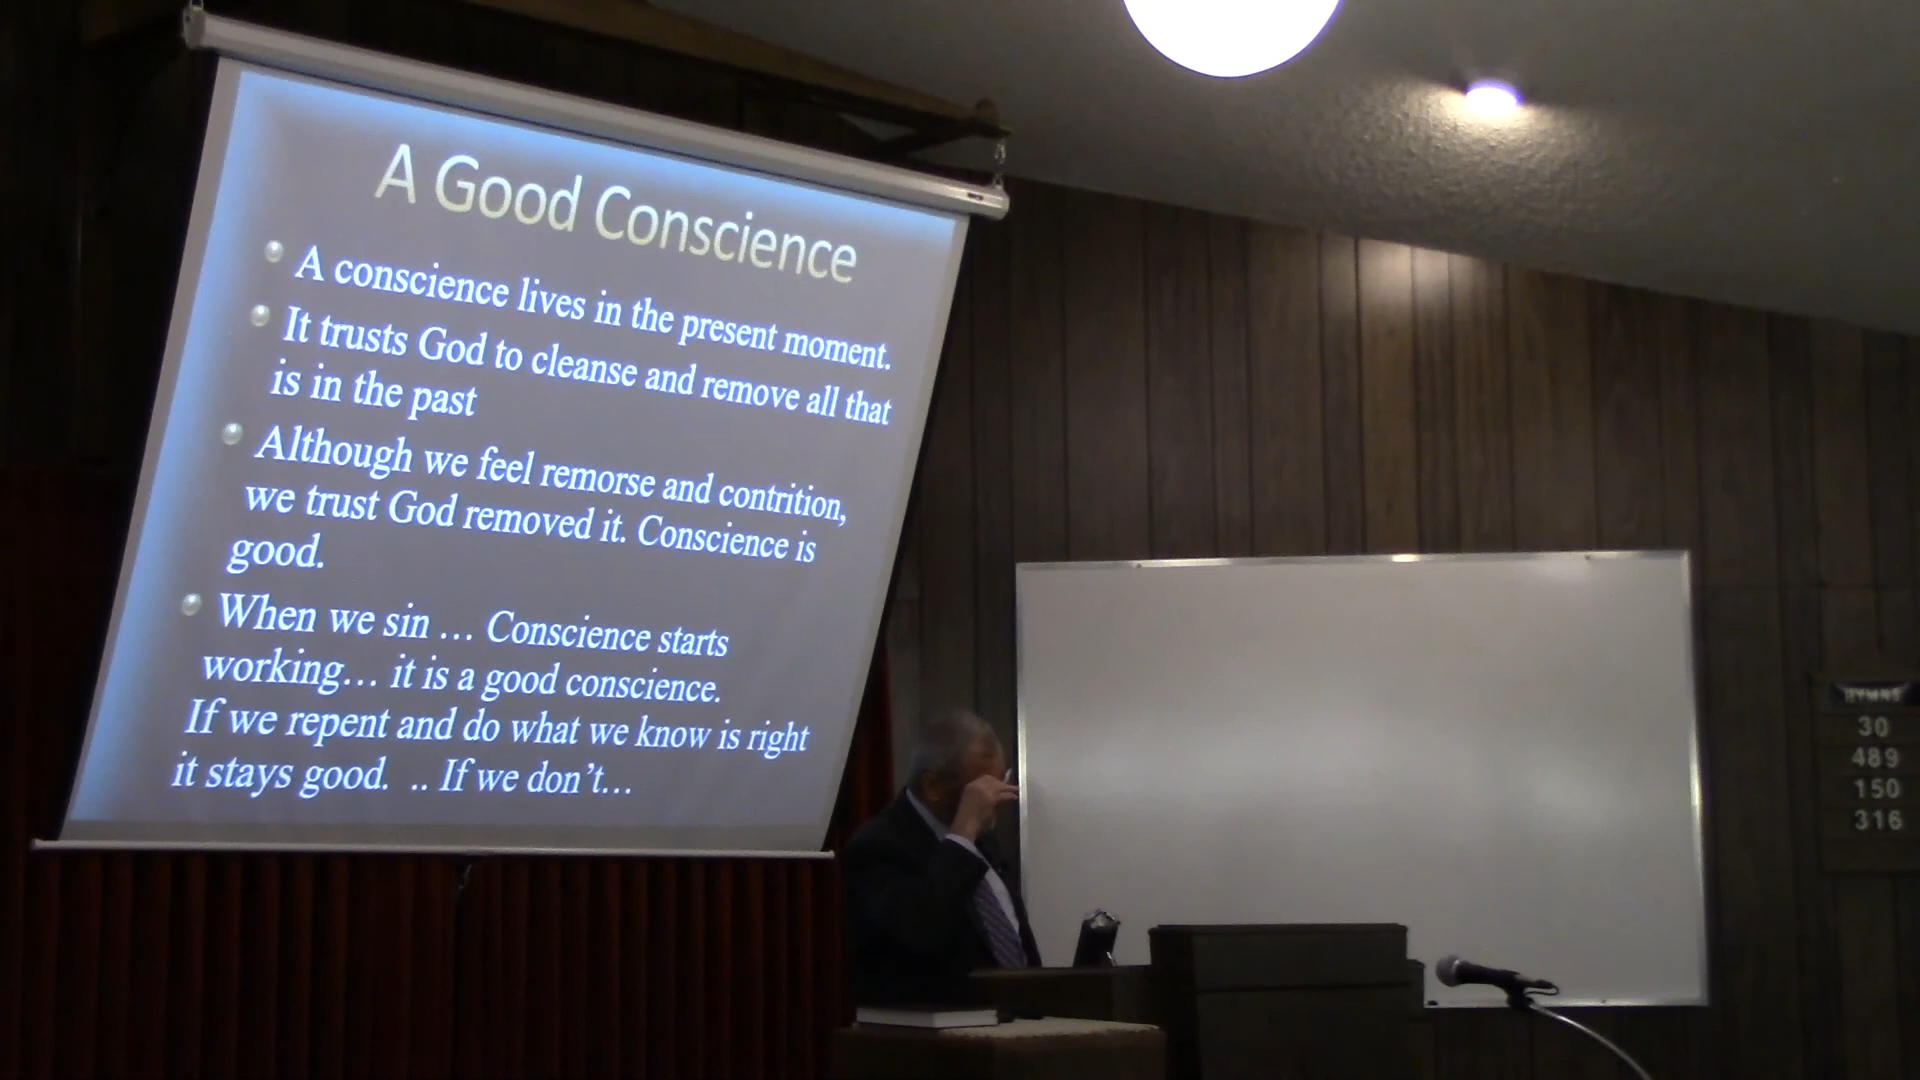 A Good Conscience
A conscience lives in the present moment.
It trusts God to cleanse and remove all that
is in the past
Although we feel remorse and contrition,
we trust God removed it. Conscience is
good.
When we sin ... Conscience starts
working... it is a good conscience.
If we repent and do what we know is right
it stays good. .. If we don't...
HYMNS
30
489
150
316